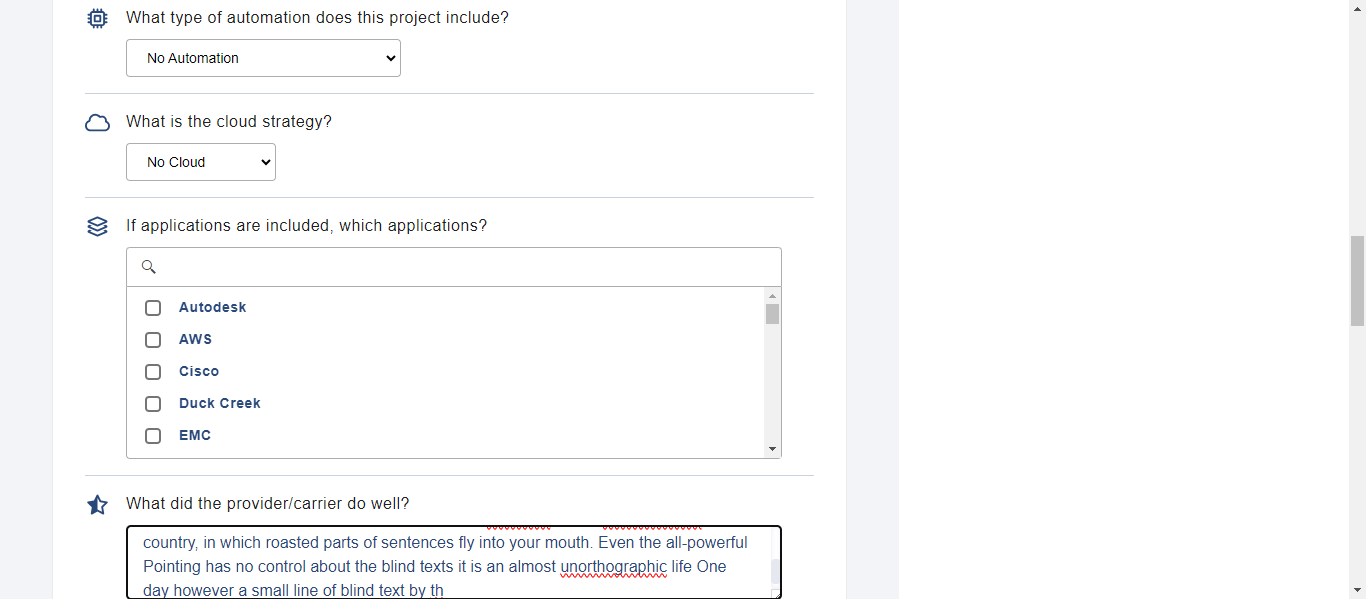 What type of automation does this project include?
No Automation
What is the cloud strategy?
No Cloud
If applications are included, which applications?
Autodesk
AWS
Cisco
Duck Creek
EMC
What did the provider/carrier do well?
country, in which roasted parts of sentences fly into your mouth. Even the all-powerful
Pointing has no control about the blind texts it is an almost unorthographic life One
day however a small line of blind text by th